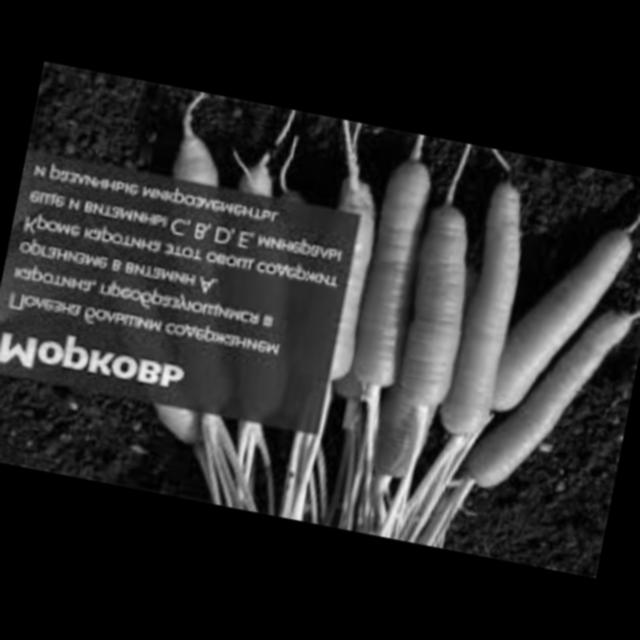 Морковь
Полезна большим содержанием
каротина, преобразующимся в
организме в витамин А.
Кроме каротина этот овощ содержит
еще и витамины С, В, D, Е, минералы
и различные микроэлементы.